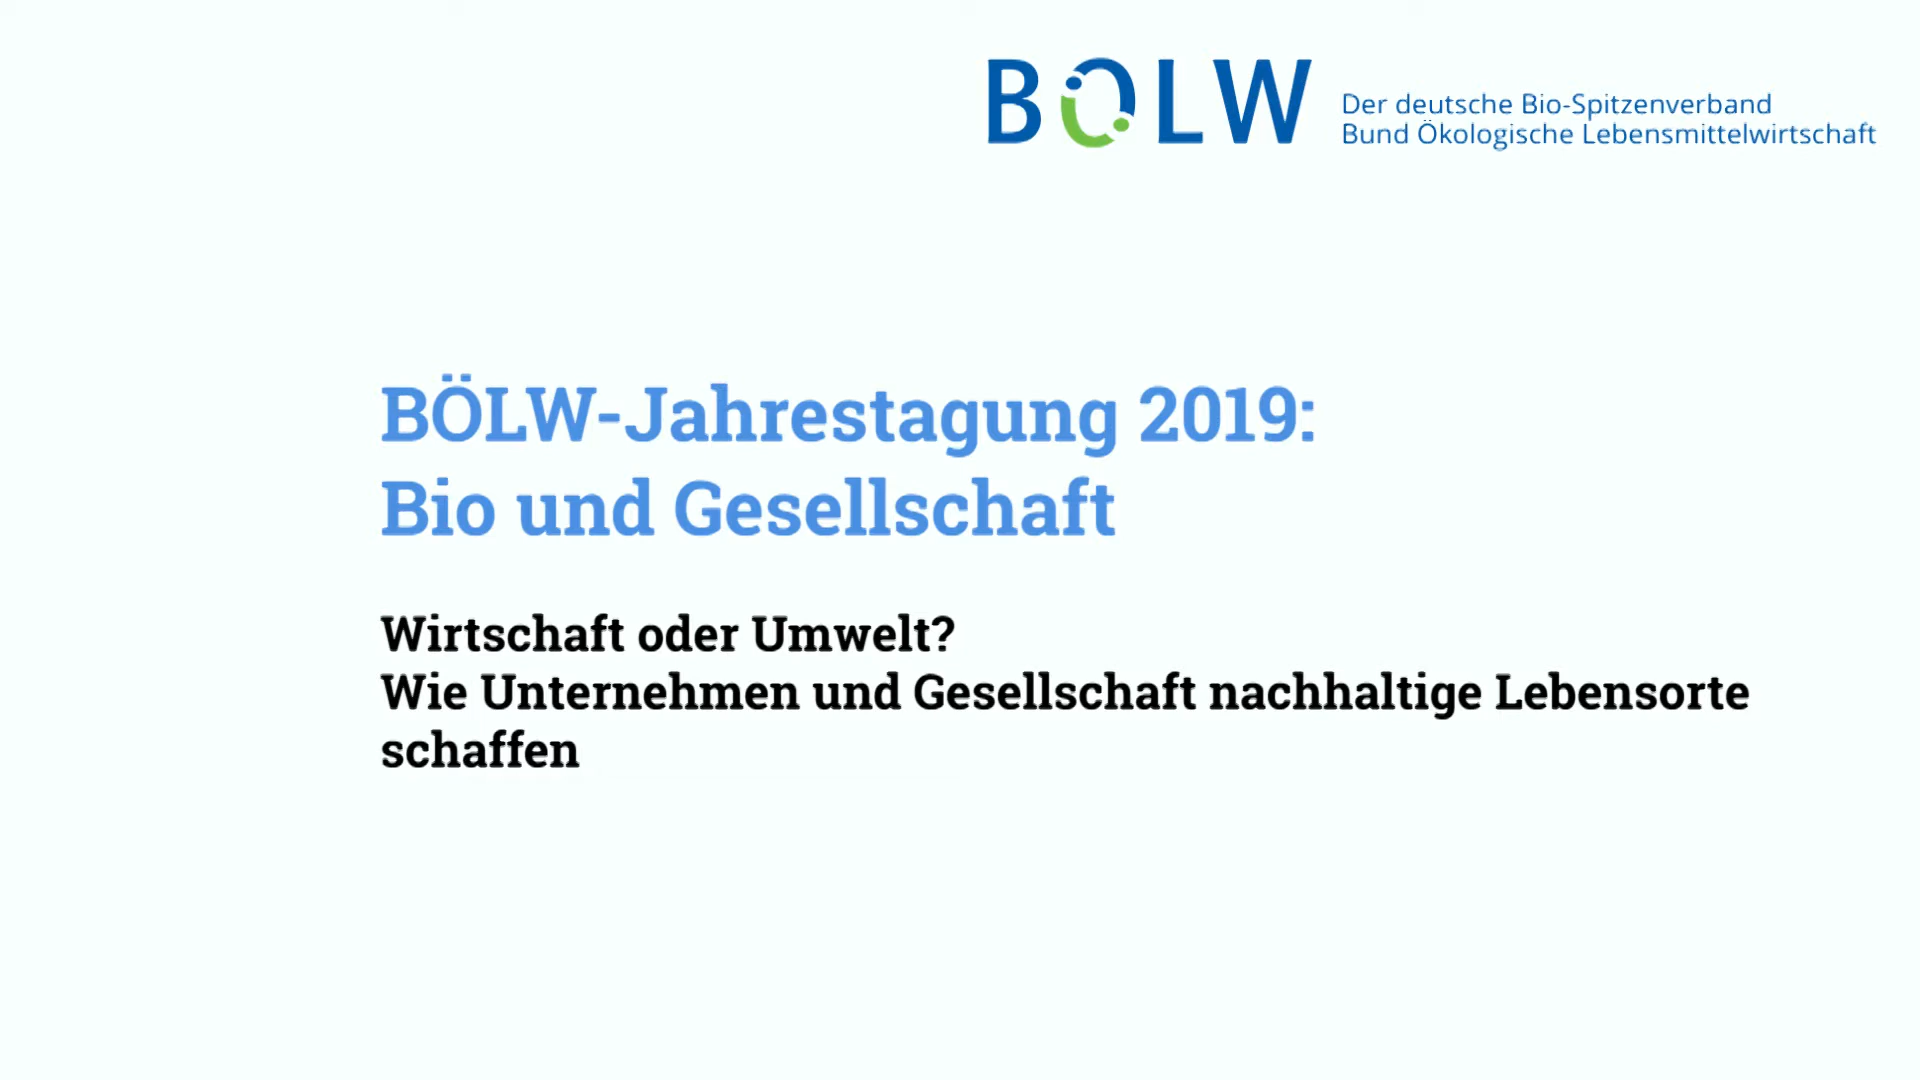 BÖLW
Der deutsche Bio-Spitzenverband
Bund Ökologische Lebensmittelwirtschaft
BÖLW-Jahrestagung 2019:
Bio und Gesellschaft
Wirtschaft oder Umwelt?
Wie Unternehmen und Gesellschaft nachhaltige Lebensorte
schaffen